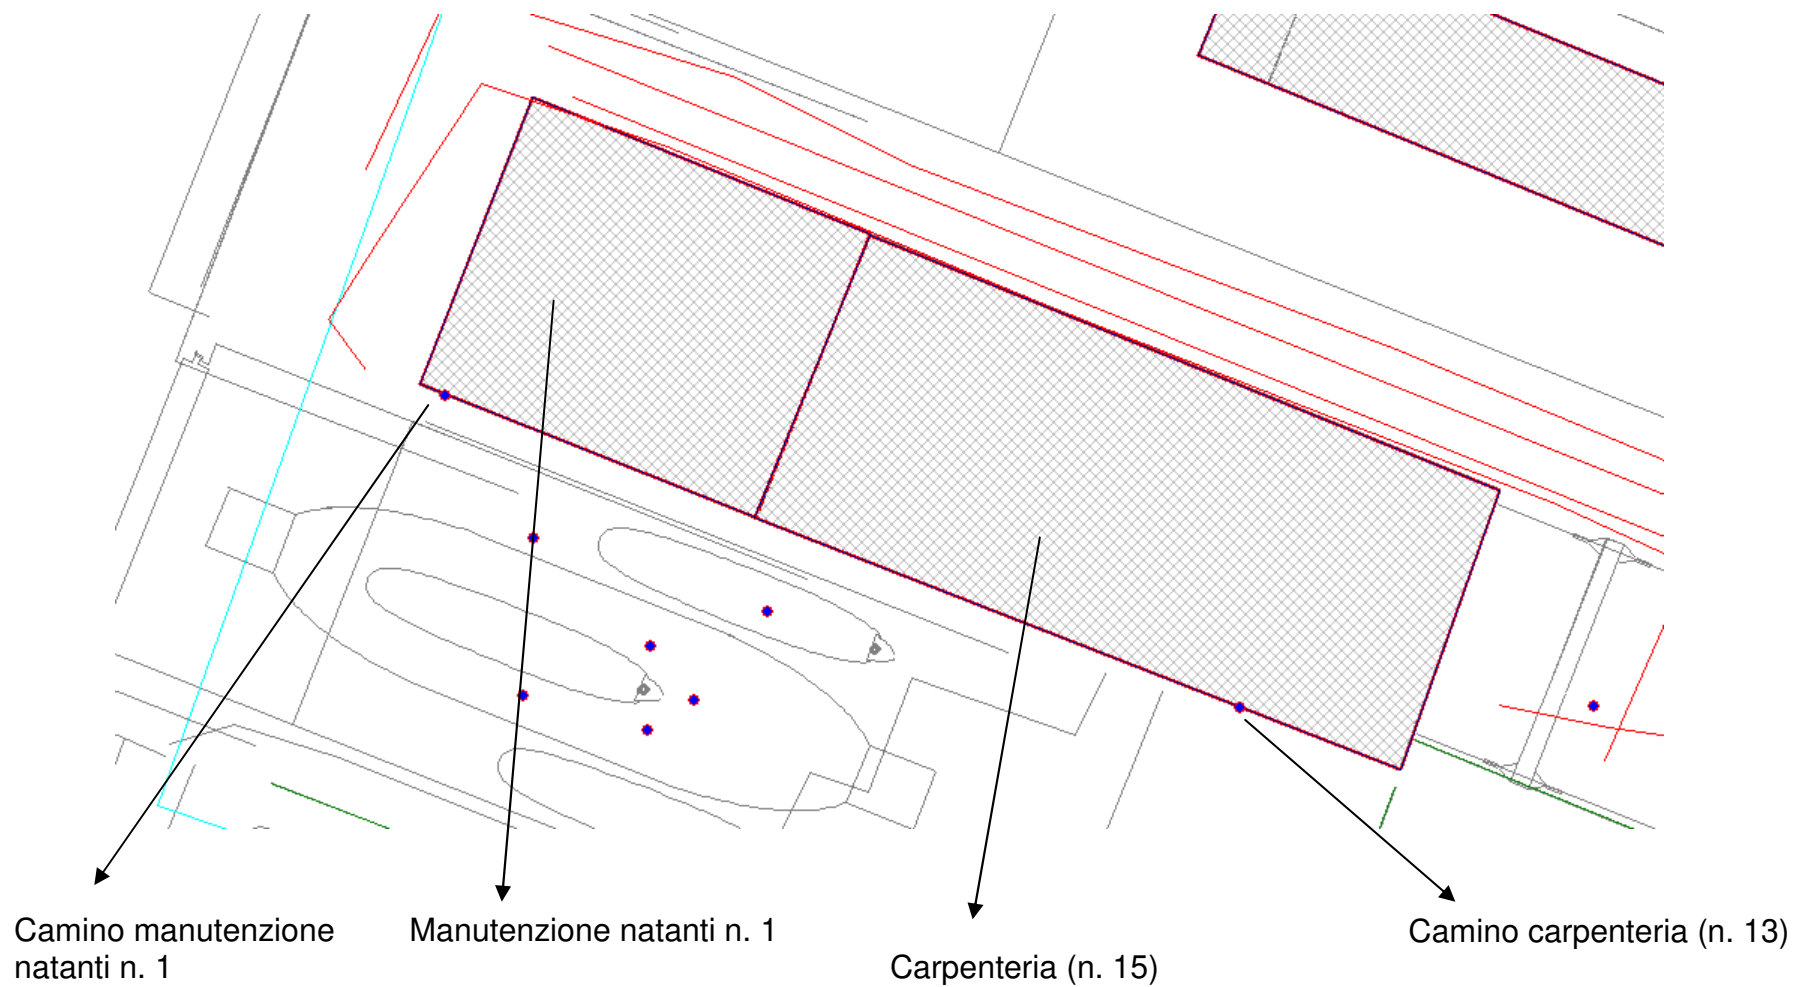 Camino manutenzione
natanti n. 1
Manutenzione natanti n. 1
Carpenteria (n. 15)
Camino carpenteria (n. 13)